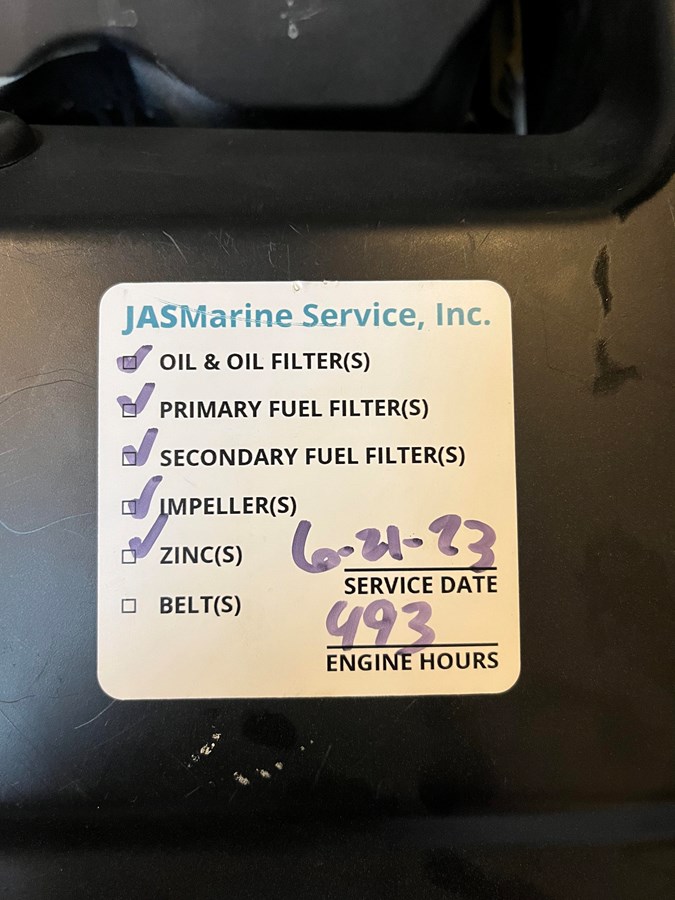 JASMarine Service, Inc.
OIL & OIL FILTER(S)
PRIMARY FUEL FILTER(S)
SECONDARY FUEL FILTER(S)
IMPELLER(S)
ZINC(S)
6-21-23
SERVICE DATE
BELT(S)
493
ENGINE HOURS